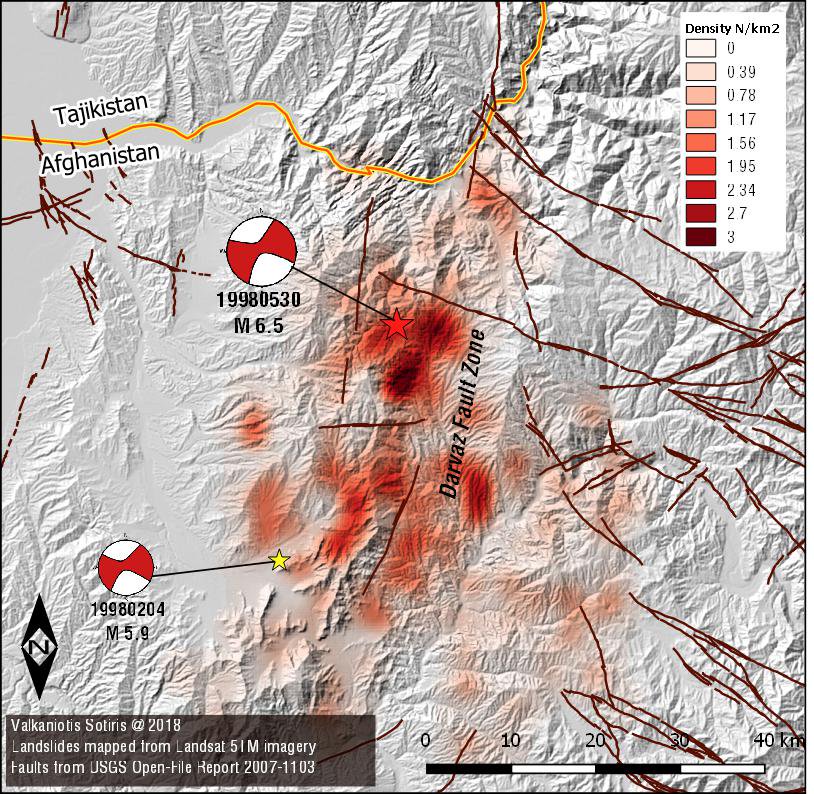 Density N/km2
0
0.39
0.78
1.17
1.56
1.95
2.34
2.7
3
Tajikistan
Afghanistan
19980530
M 6.5
Darvaz Fault Zone
19980204
M 5.9
N
Valkaniotis Sotiris @ 2018
Landslides mapped from Landsat 5TM imagery
Faults from USGS Open-File Report 2007-1103
0 10 20 30 40 km